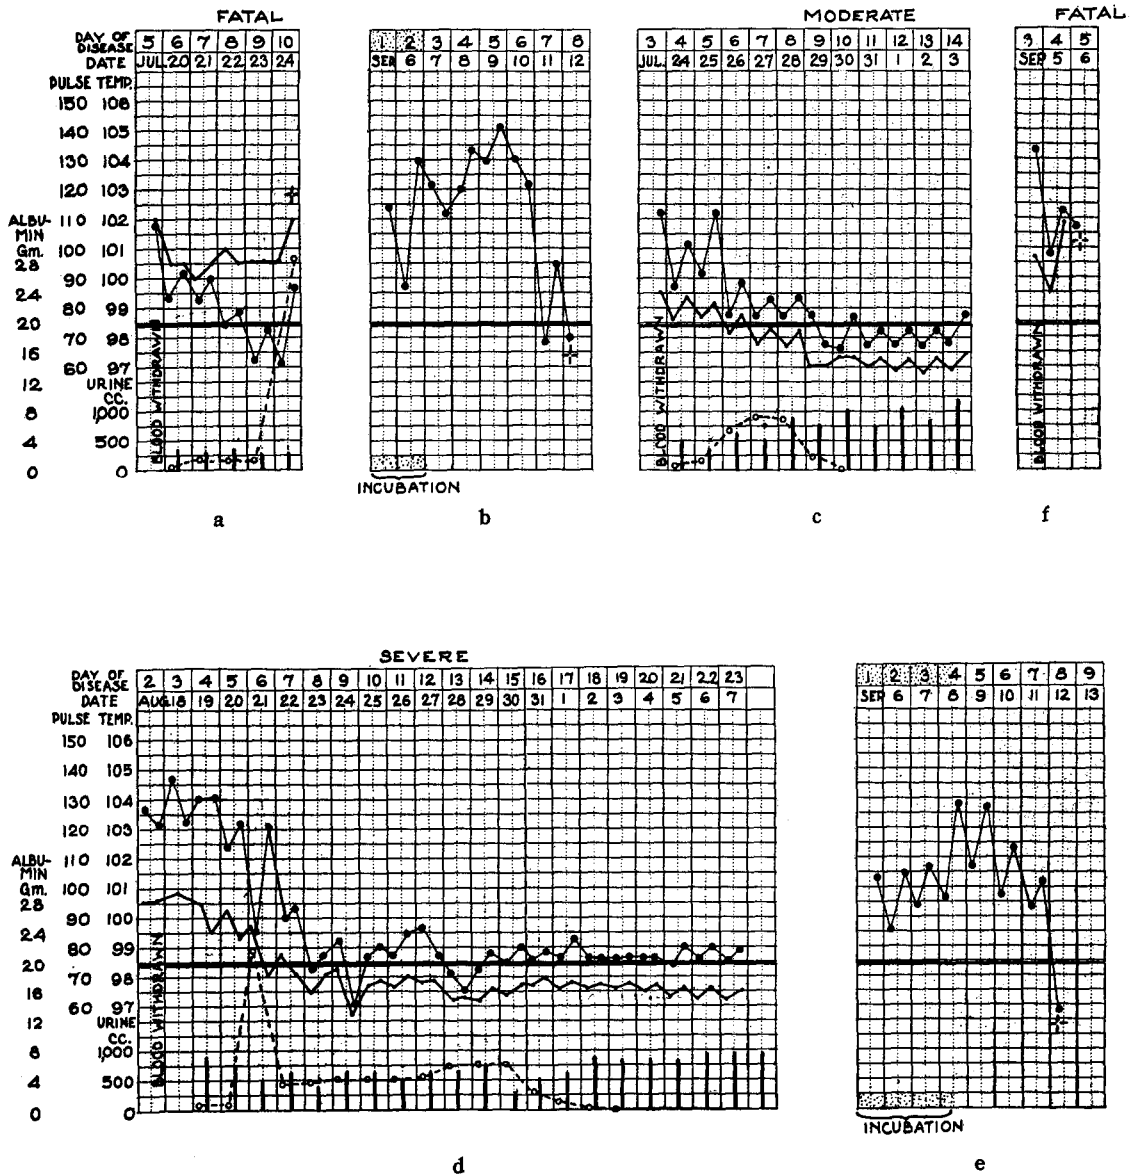 FATAL MODERATE FATAL
DAY OF DISEASE 5 6 7 8 9 10 1 2 3 4 5 6 7 8 3 4 5 6 7 8 9 10 11 12 13 14 3 4 5
DATE JUL. 20 21 22 23 24 SEP 6 7 8 9 10 11 12 JUL. 24 25 26 27 28 29 30 31 1 2 3 SEP 5 6
PULSE TEMP.
150 106
140 105
130 104
120 103
ALBU- 110 102
MIN 100 101
Gm.
28 90 100
24 80 99
20 70 98
16 60 97
12 URINE
CC.
8 1,000
4 500
0 0
BLOOD WITHDRAWN
BLOOD WITHDRAWN
BLOOD WITHDRAWN
INCUBATION
a b c f
SEVERE
DAY OF DISEASE 2 3 4 5 6 7 8 9 10 11 12 13 14 15 16 17 18 19 20 21 22 23 1 2 3 4 5 6 7 8 9
DATE AUG. 18 19 20 21 22 23 24 25 26 27 28 29 30 31 1 2 3 4 5 6 7 SEP 6 7 8 9 10 11 12 13
PULSE TEMP.
150 106
140 105
130 104
120 103
ALBU- 110 102
MIN 100 101
Gm.
28 90 100
24 80 99
20 70 98
16 60 97
12 URINE
CC.
8 1,000
4 500
0 0
BLOOD WITHDRAWN
INCUBATION
d e